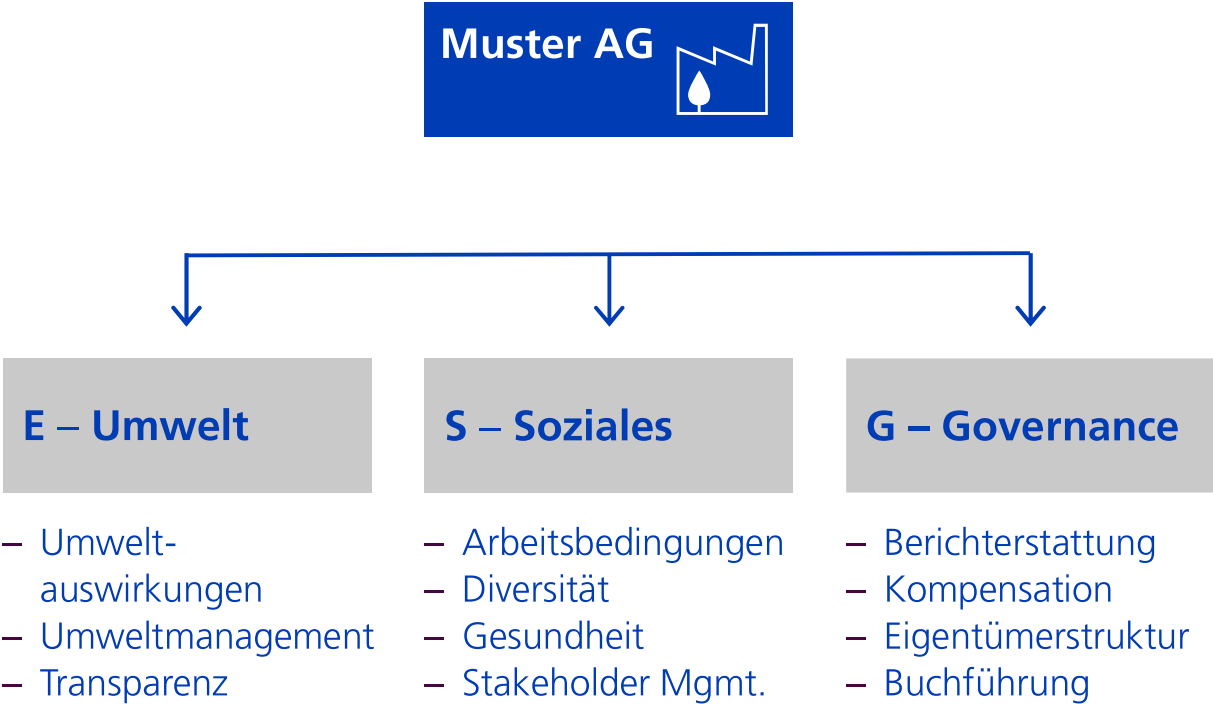 Muster AG
E – Umwelt
– Umwelt-
auswirkungen
– Umweltmanagement
– Transparenz
S – Soziales
– Arbeitsbedingungen
– Diversität
– Gesundheit
– Stakeholder Mgmt.
G – Governance
– Berichterstattung
– Kompensation
– Eigentümerstruktur
– Buchführung